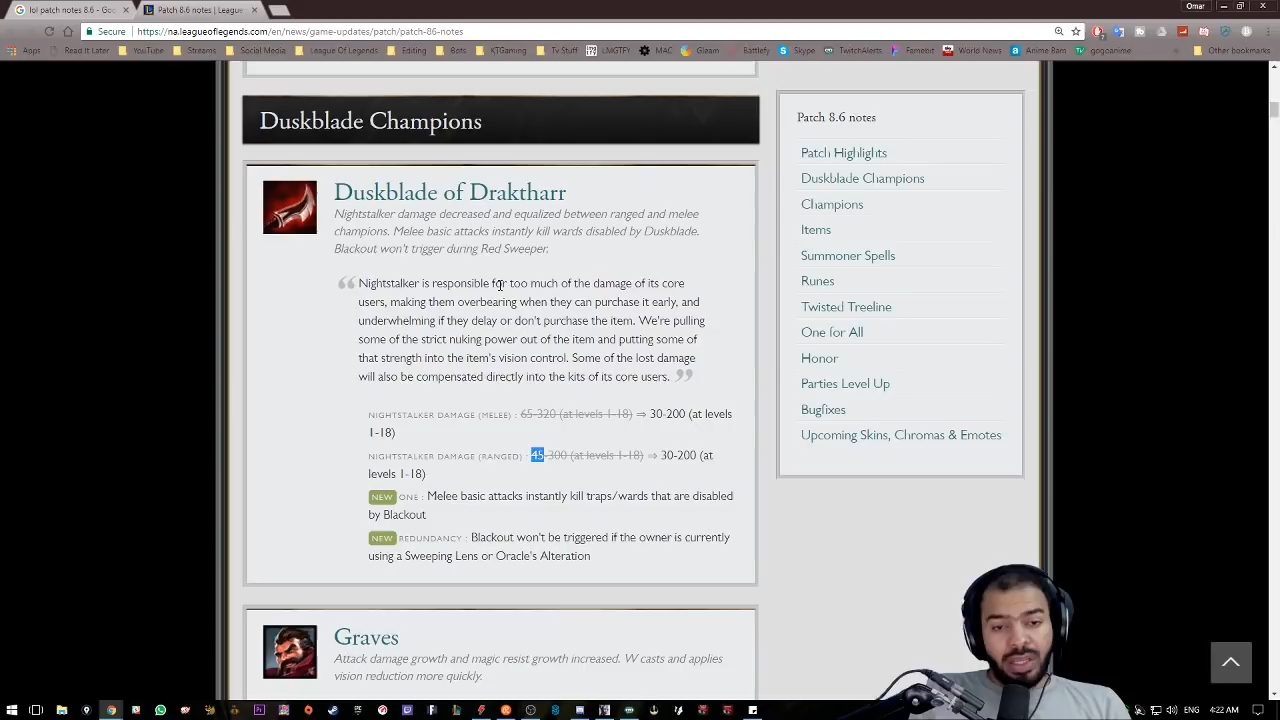 lol patch notes 8.6 - Goo
Patch 8.6 notes | League
Omar
Secure
https://na.leagueoflegends.com/en/news/game-updates/patch/patch-86-notes
Apps
Read it Later
YouTube
Streams
Social Media
League Of Legends
Editing
Bots
KTGaming
Tv Stuff
LMGTFY
MAC
Gleam
Battlefy
Skype
TwitchAlerts
Famebit
World News
Anime Bam
gogoanime
Other bookmarks
Duskblade Champions
Duskblade of Draktharr
Nightstalker damage decreased and equalized between ranged and melee
champions. Melee basic attacks instantly kill wards disabled by Duskblade.
Blackout won't trigger during Red Sweeper.
“ Nightstalker is responsible for too much of the damage of its core
users, making them overbearing when they can purchase it early, and
underwhelming if they delay or don't purchase the item. We're pulling
some of the strict nuking power out of the item and putting some of
that strength into the item's vision control. Some of the lost damage
will also be compensated directly into the kits of its core users. ”
NIGHTSTALKER DAMAGE (MELEE) : 65-320 (at levels 1-18) ⇒ 30-200 (at levels
1-18)
NIGHTSTALKER DAMAGE (RANGED) : 45-300 (at levels 1-18) ⇒ 30-200 (at
levels 1-18)
NEW ONE : Melee basic attacks instantly kill traps/wards that are disabled
by Blackout
NEW REDUNDANCY : Blackout won't be triggered if the owner is currently
using a Sweeping Lens or Oracle's Alteration
Graves
Attack damage growth and magic resist growth increased. W casts and applies
vision reduction more quickly.
Patch 8.6 notes
Patch Highlights
Duskblade Champions
Champions
Items
Summoner Spells
Runes
Twisted Treeline
One for All
Honor
Parties Level Up
Bugfixes
Upcoming Skins, Chromas & Emotes
4:22 AM